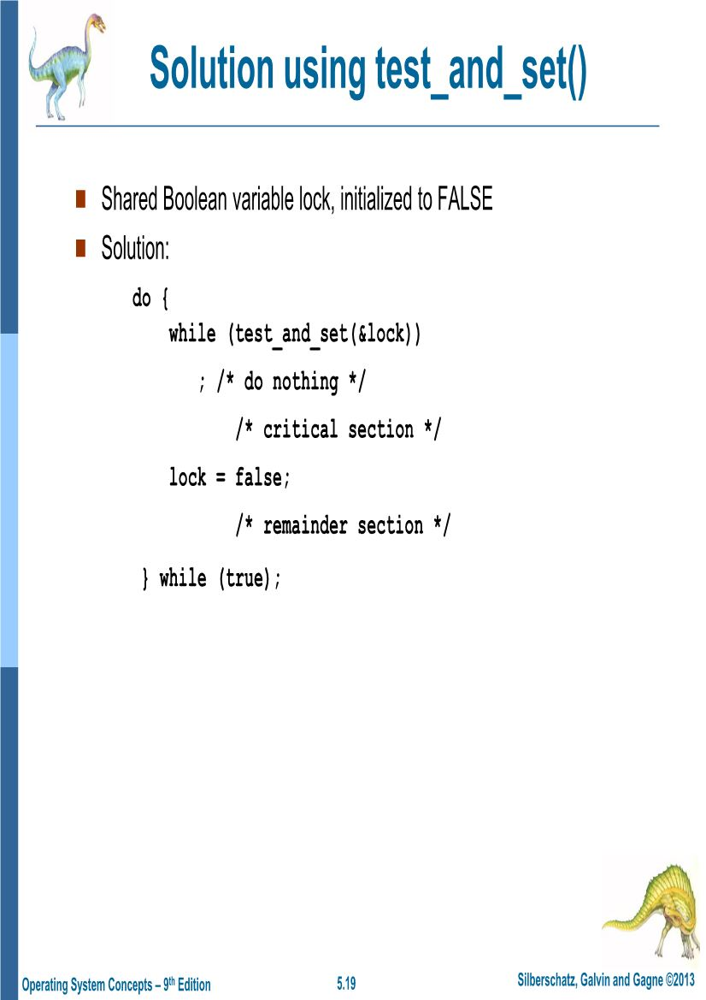 Solution using test_and_set()
Shared Boolean variable lock, initialized to FALSE
Solution:
do {
while (test_and_set(&lock))
; /* do nothing */
/* critical section */
lock = false;
/* remainder section */
} while (true);
Operating System Concepts – 9th Edition
5.19
Silberschatz, Galvin and Gagne ©2013